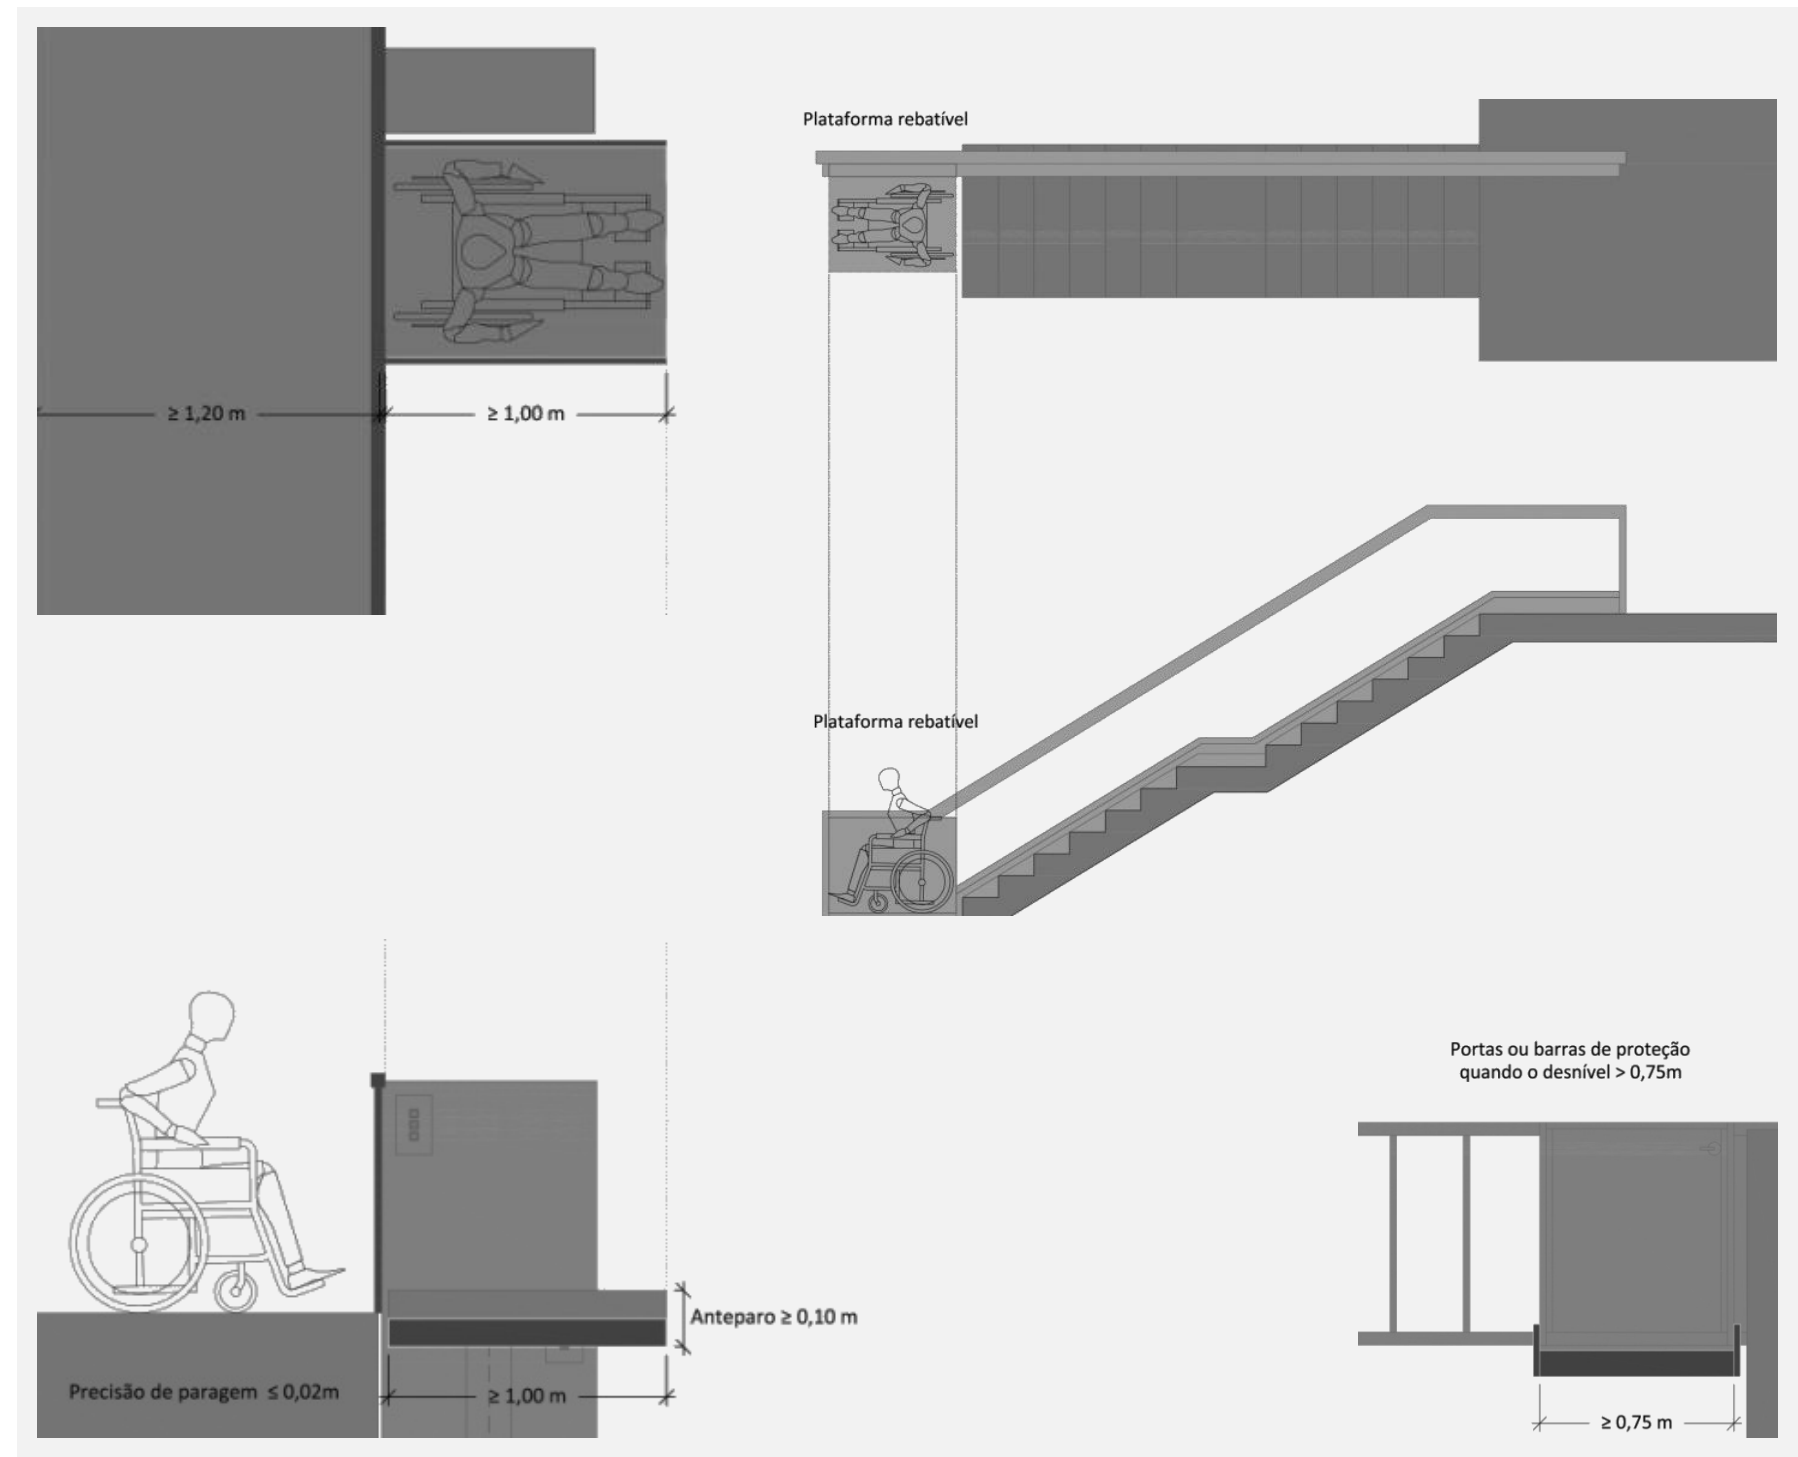 Plataforma rebatível
≥ 1,20 m
≥ 1,00 m
Plataforma rebatível
Portas ou barras de proteção
quando o desnível > 0,75m
Anteparo ≥ 0,10 m
Precisão de paragem ≤ 0,02m
≥ 1,00 m
≥ 0,75 m